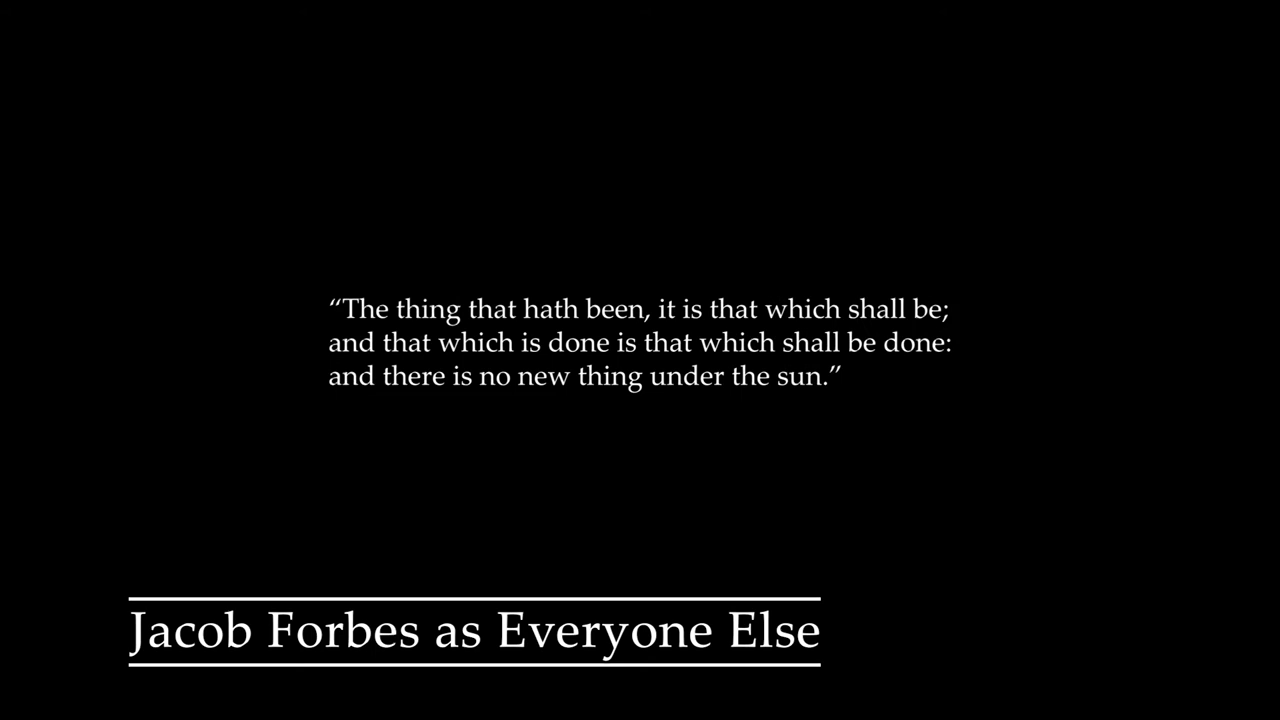 “The thing that hath been, it is that which shall be;
and that which is done is that which shall be done:
and there is no new thing under the sun.”
Jacob Forbes as Everyone Else